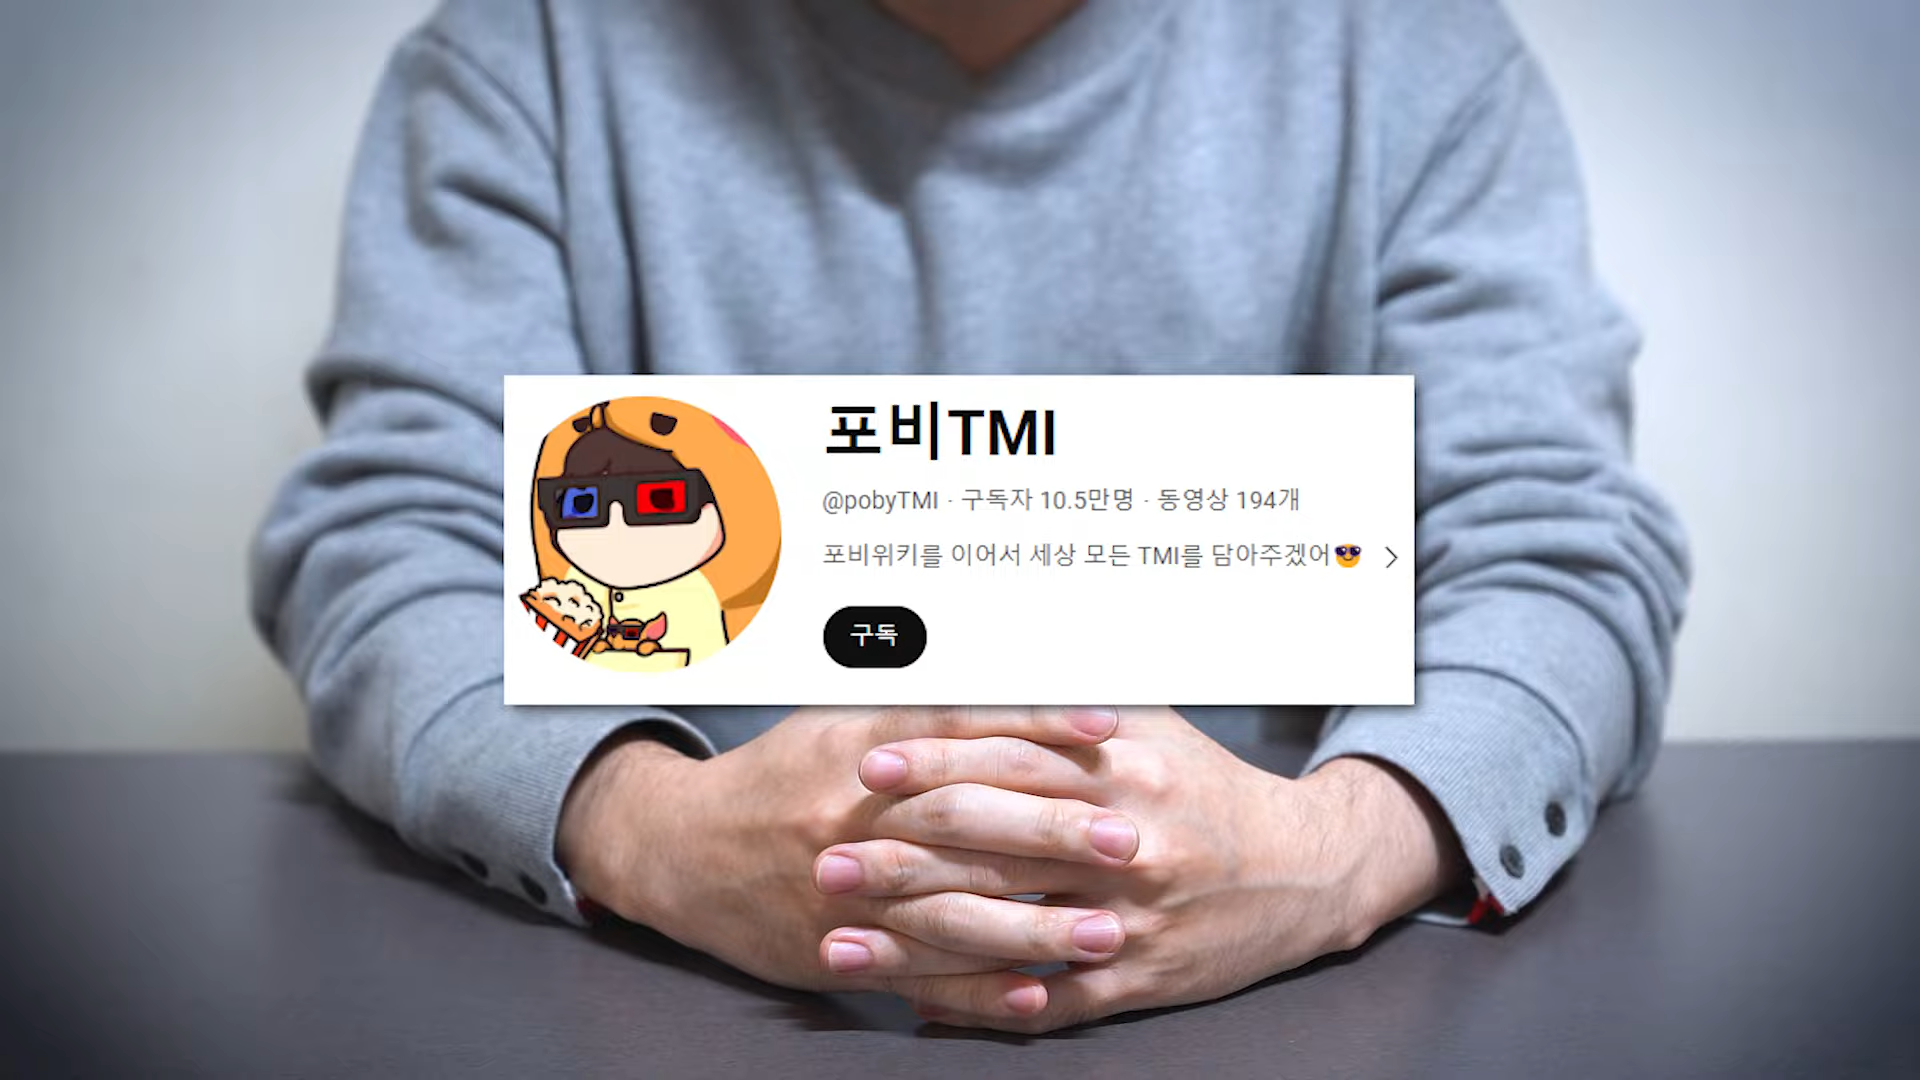 포비TMI
@pobyTMI · 구독자 10.5만명 · 동영상 194개
포비위키를 이어서 세상 모든 TMI를 담아주겠어😎
구독